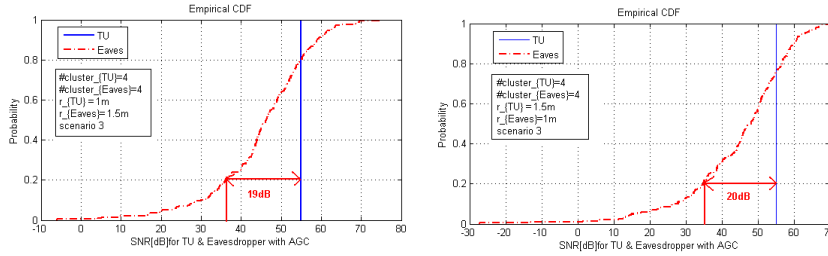 Empirical CDF
1
0.8
0.6
0.4
0.2
0
Probability
TU
Eaves
#cluster_{TU}=4
#cluster_{Eaves}=4
r_{TU} =1m
r_{Eaves}=1.5m
scenario 3
19dB
-10 0 10 20 30 40 50 60 70 80
SNR[dB]for TU & Eavesdropper with AGC
Empirical CDF
1
0.8
0.6
0.4
0.2
0
Probability
TU
Eaves
#cluster_{TU}=4
#cluster_{Eaves}=4
r_{TU} =1.5m
r_{Eaves}=1m
scenario 3
20dB
-30 -20 -10 0 10 20 30 40 50 60
SNR[dB]for TU & Eavesdropper with AGC